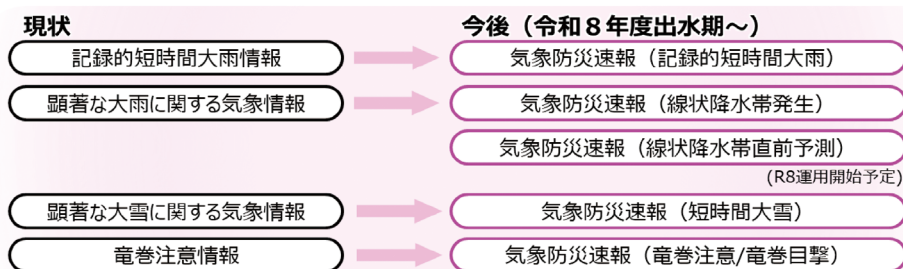 現状
今後（令和８年度出水期～）
記録的短時間大雨情報
気象防災速報（記録的短時間大雨）
顕著な大雨に関する気象情報
気象防災速報（線状降水帯発生）
気象防災速報（線状降水帯直前予測）
(R8運用開始予定)
顕著な大雪に関する気象情報
気象防災速報（短時間大雪）
竜巻注意情報
気象防災速報（竜巻注意/竜巻目撃）